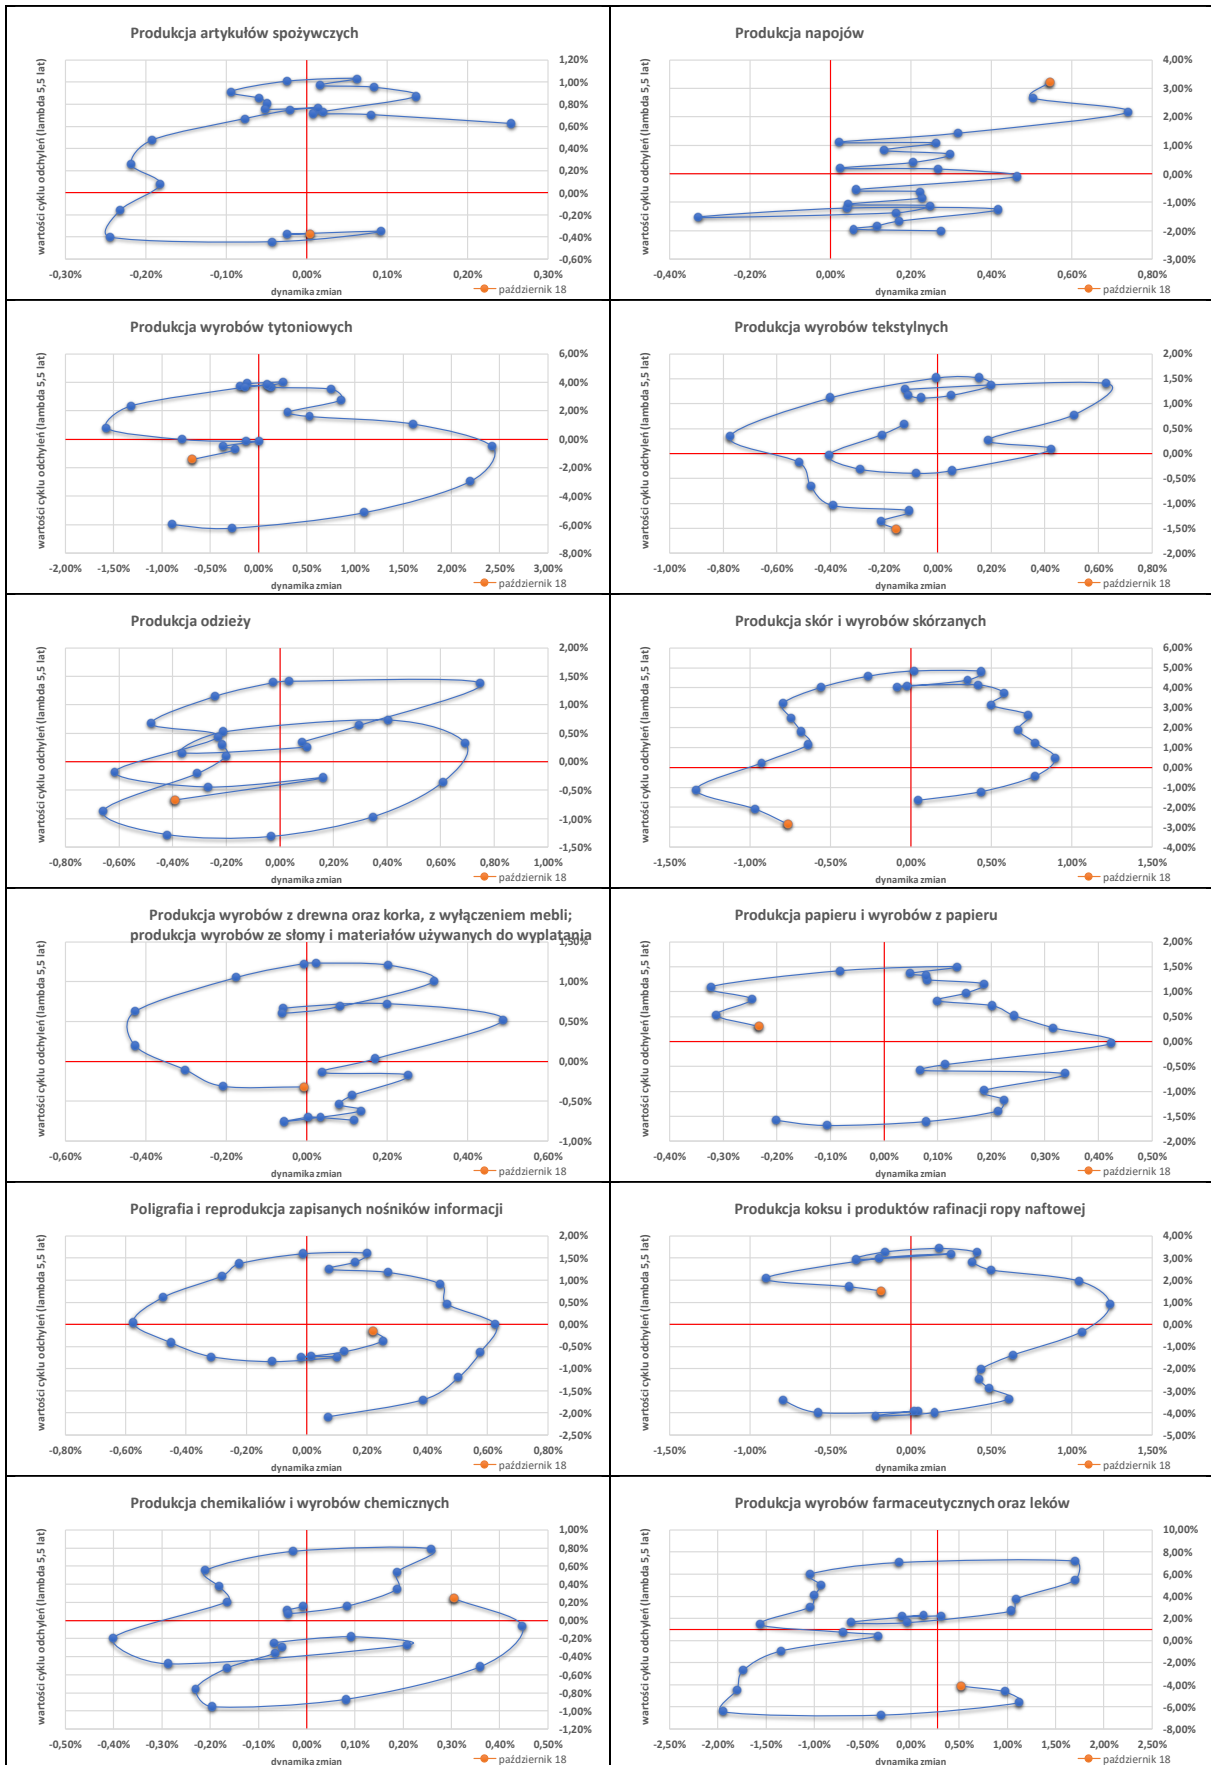 Produkcja artykułów spożywczych
wartości cyklu odchyleń (lambda 5,5 lat)
1,20%
1,00%
0,80%
0,60%
0,40%
0,20%
0,00%
-0,20%
-0,40%
-0,60%
-0,30% -0,20% -0,10% 0,00% 0,10% 0,20% 0,30%
dynamika zmian
październik 18
Produkcja napojów
wartości cyklu odchyleń (lambda 5,5 lat)
4,00%
3,00%
2,00%
1,00%
0,00%
-1,00%
-2,00%
-3,00%
-0,40% -0,20% 0,00% 0,20% 0,40% 0,60% 0,80%
dynamika zmian
październik 18
Produkcja wyrobów tytoniowych
wartości cyklu odchyleń (lambda 5,5 lat)
6,00%
4,00%
2,00%
0,00%
-2,00%
-4,00%
-6,00%
-8,00%
-2,00% -1,50% -1,00% -0,50% 0,00% 0,50% 1,00% 1,50% 2,00% 2,50% 3,00%
dynamika zmian
październik 18
Produkcja wyrobów tekstylnych
wartości cyklu odchyleń (lambda 5,5 lat)
2,00%
1,50%
1,00%
0,50%
0,00%
-0,50%
-1,00%
-1,50%
-2,00%
-1,00% -0,80% -0,60% -0,40% -0,20% 0,00% 0,20% 0,40% 0,60% 0,80%
dynamika zmian
październik 18
Produkcja odzieży
wartości cyklu odchyleń (lambda 5,5 lat)
2,00%
1,50%
1,00%
0,50%
0,00%
-0,50%
-1,00%
-1,50%
-0,80% -0,60% -0,40% -0,20% 0,00% 0,20% 0,40% 0,60% 0,80% 1,00%
dynamika zmian
październik 18
Produkcja skór i wyrobów skórzanych
wartości cyklu odchyleń (lambda 5,5 lat)
6,00%
5,00%
4,00%
3,00%
2,00%
1,00%
0,00%
-1,00%
-2,00%
-3,00%
-4,00%
-1,50% -1,00% -0,50% 0,00% 0,50% 1,00% 1,50%
dynamika zmian
październik 18
Produkcja wyrobów z drewna oraz korka, z wyłączeniem mebli;
produkcja wyrobów ze słomy i materiałów używanych do wyplatania
wartości cyklu odchyleń (lambda 5,5 lat)
1,50%
1,00%
0,50%
0,00%
-0,50%
-1,00%
-0,60% -0,40% -0,20% 0,00% 0,20% 0,40% 0,60%
dynamika zmian
październik 18
Produkcja papieru i wyrobów z papieru
wartości cyklu odchyleń (lambda 5,5 lat)
2,00%
1,50%
1,00%
0,50%
0,00%
-0,50%
-1,00%
-1,50%
-2,00%
-0,40% -0,30% -0,20% -0,10% 0,00% 0,10% 0,20% 0,30% 0,40% 0,50%
dynamika zmian
październik 18
Poligrafia i reprodukcja zapisanych nośników informacji
wartości cyklu odchyleń (lambda 5,5 lat)
2,00%
1,50%
1,00%
0,50%
0,00%
-0,50%
-1,00%
-1,50%
-2,00%
-2,50%
-0,80% -0,60% -0,40% -0,20% 0,00% 0,20% 0,40% 0,60% 0,80%
dynamika zmian
październik 18
Produkcja koksu i produktów rafinacji ropy naftowej
wartości cyklu odchyleń (lambda 5,5 lat)
4,00%
3,00%
2,00%
1,00%
0,00%
-1,00%
-2,00%
-3,00%
-4,00%
-5,00%
-1,50% -1,00% -0,50% 0,00% 0,50% 1,00% 1,50%
dynamika zmian
październik 18
Produkcja chemikaliów i wyrobów chemicznych
wartości cyklu odchyleń (lambda 5,5 lat)
1,00%
0,80%
0,60%
0,40%
0,20%
0,00%
-0,20%
-0,40%
-0,60%
-0,80%
-1,00%
-1,20%
-0,50% -0,40% -0,30% -0,20% -0,10% 0,00% 0,10% 0,20% 0,30% 0,40% 0,50%
dynamika zmian
październik 18
Produkcja wyrobów farmaceutycznych oraz leków
wartości cyklu odchyleń (lambda 5,5 lat)
10,00%
8,00%
6,00%
4,00%
2,00%
0,00%
-2,00%
-4,00%
-6,00%
-8,00%
-2,50% -2,00% -1,50% -1,00% -0,50% 0,00% 0,50% 1,00% 1,50% 2,00% 2,50%
dynamika zmian
październik 18